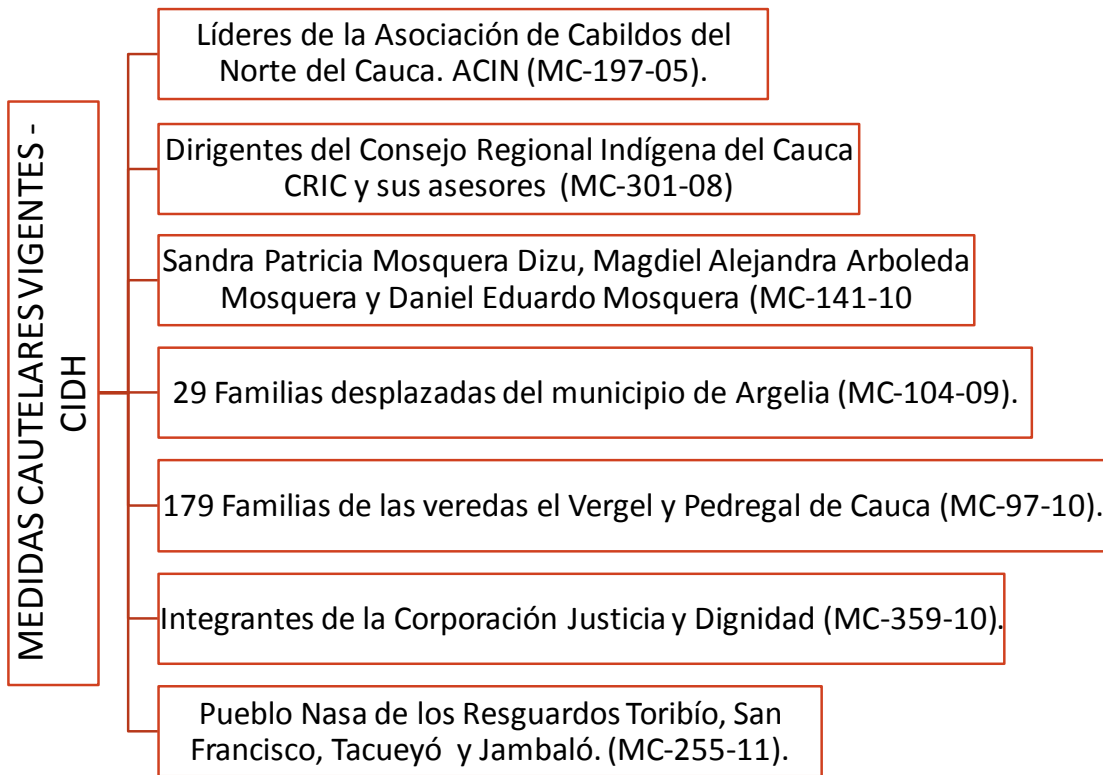 MEDIDAS CAUTELARES VIGENTES -
CIDH
Líderes de la Asociación de Cabildos del
Norte del Cauca. ACIN (MC-197-05).
Dirigentes del Consejo Regional Indígena del Cauca
CRIC y sus asesores (MC-301-08)
Sandra Patricia Mosquera Dizu, Magdiel Alejandra Arboleda
Mosquera y Daniel Eduardo Mosquera (MC-141-10
29 Familias desplazadas del municipio de Argelia (MC-104-09).
179 Familias de las veredas el Vergel y Pedregal de Cauca (MC-97-10).
Integrantes de la Corporación Justicia y Dignidad (MC-359-10).
Pueblo Nasa de los Resguardos Toribío, San
Francisco, Tacueyó y Jambaló. (MC-255-11).